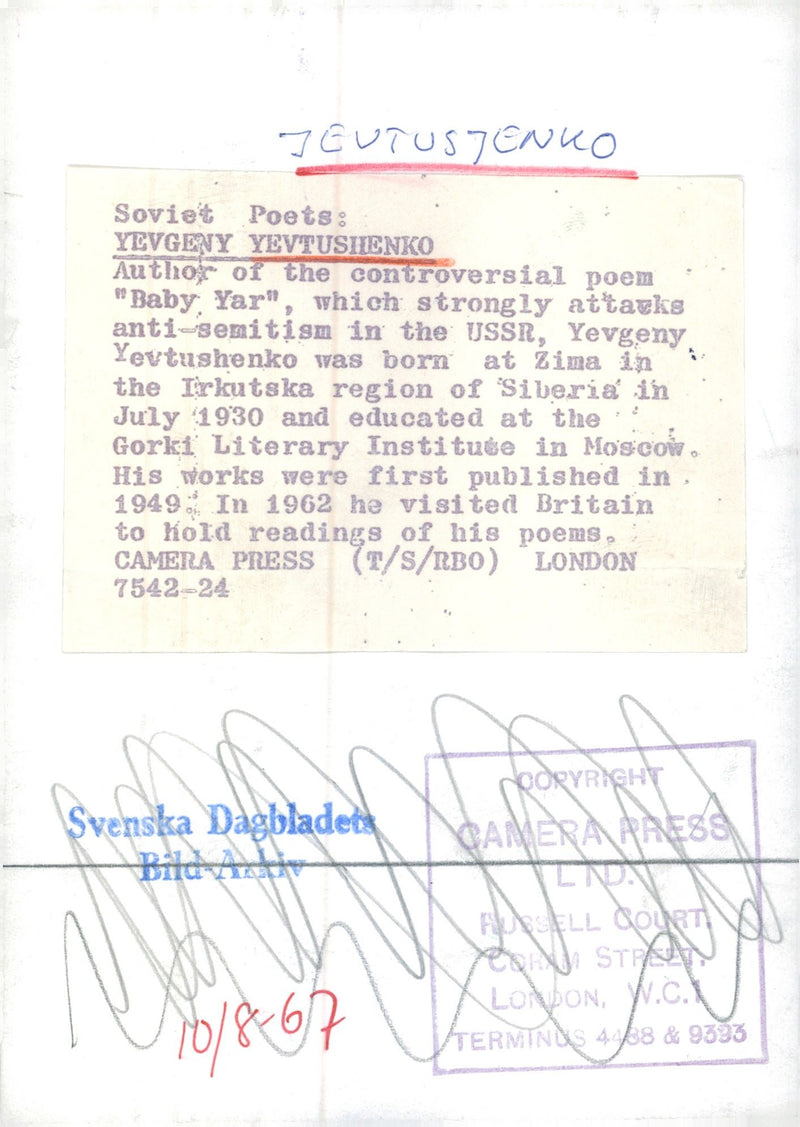 JEVTUSJENKO
Soviet Poets:
YEVGENY YEVTUSHENKO
Author of the controversial poem
"Baby Yar", which strongly attacks
anti-semitism in the USSR, Yevgeny
Yevtushenko was born at Zima in
the Irkutska region of Siberia in
July 1930 and educated at the
Gorki Literary Institute in Moscow.
His works were first published in
1949. In 1962 he visited Britain
to hold readings of his poems.
CAMERA PRESS (T/S/RBO) LONDON
7542-24
Svenska Dagbladets
Bild-Arkiv
10/8-67
COPYRIGHT
CAMERA PRESS
LTD.
RUSSELL COURT,
CORAM STREET,
LONDON, W.C.1
TERMINUS 4488 & 9393